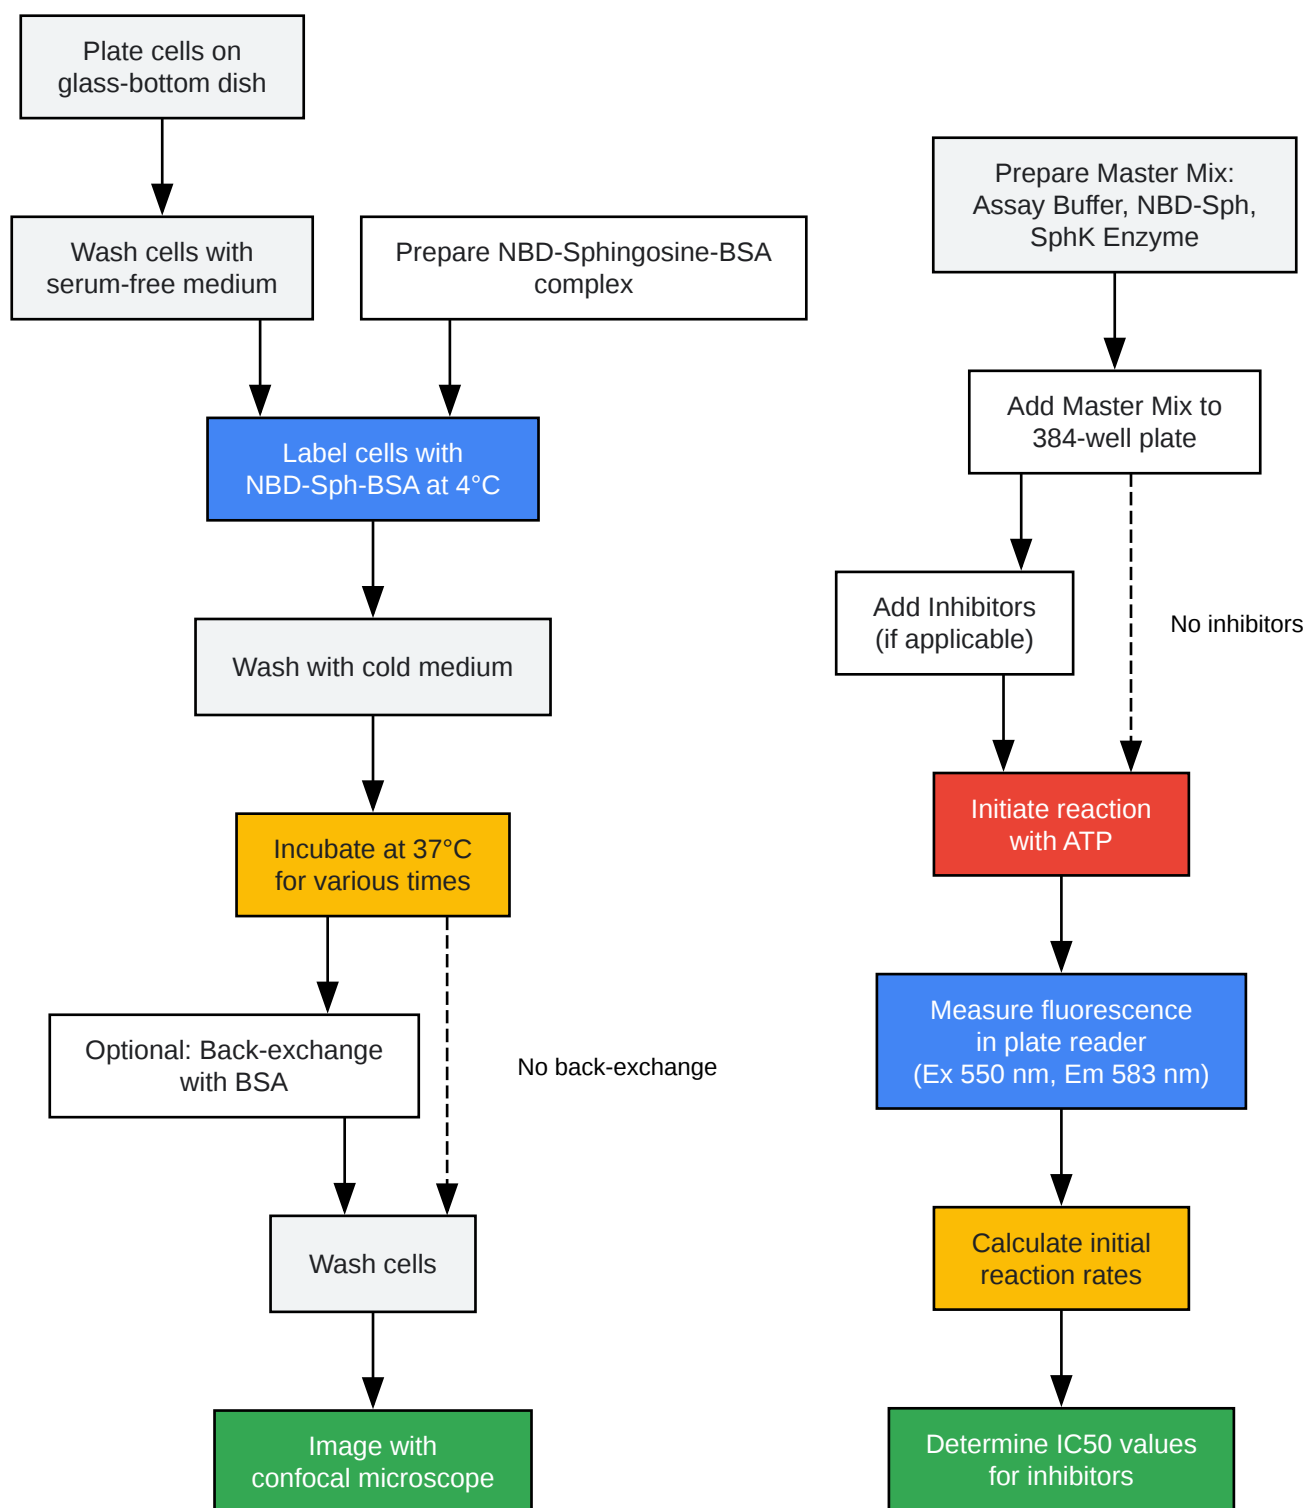 Plate cells on
glass-bottom dish
Wash cells with
serum-free medium
Prepare NBD-Sphingosine-BSA
complex
Label cells with
NBD-Sph-BSA at 4°C
Wash with cold medium
Incubate at 37°C
for various times
Optional: Back-exchange
with BSA
No back-exchange
Wash cells
Image with
confocal microscope
Prepare Master Mix:
Assay Buffer, NBD-Sph,
SphK Enzyme
Add Master Mix to
384-well plate
Add Inhibitors
(if applicable)
No inhibitors
Initiate reaction
with ATP
Measure fluorescence
in plate reader
(Ex 550 nm, Em 583 nm)
Calculate initial
reaction rates
Determine IC50 values
for inhibitors